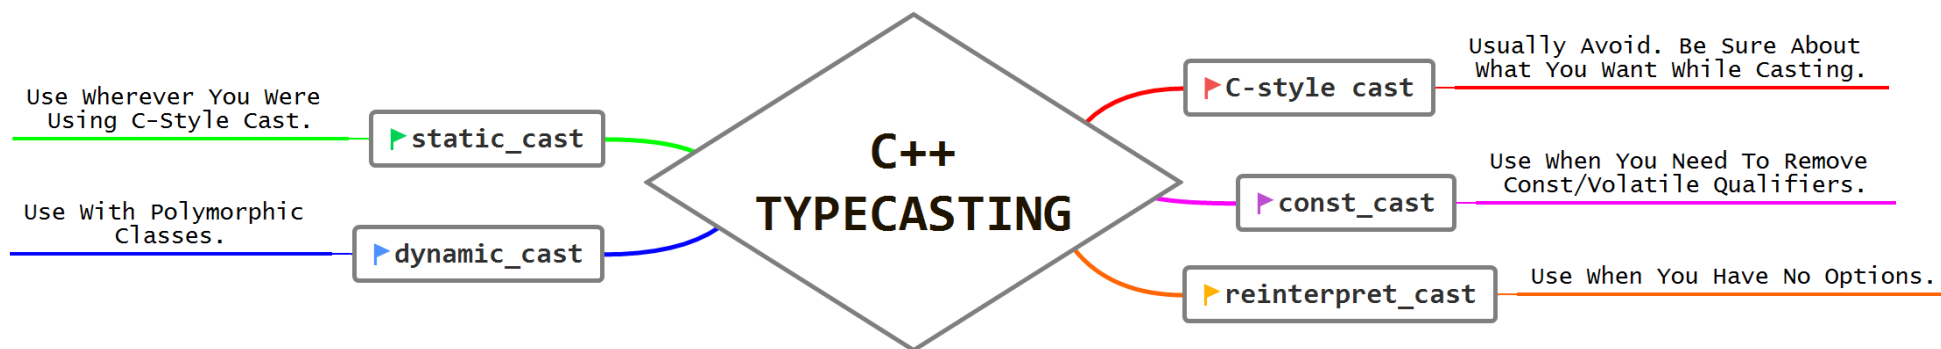 C++
TYPECASTING
Use Wherever You Were
Using C-Style Cast.
static_cast
Use With Polymorphic
Classes.
dynamic_cast
C-style cast
Usually Avoid. Be Sure About
What You Want While Casting.
const_cast
Use When You Need To Remove
Const/Volatile Qualifiers.
reinterpret_cast
Use When You Have No Options.